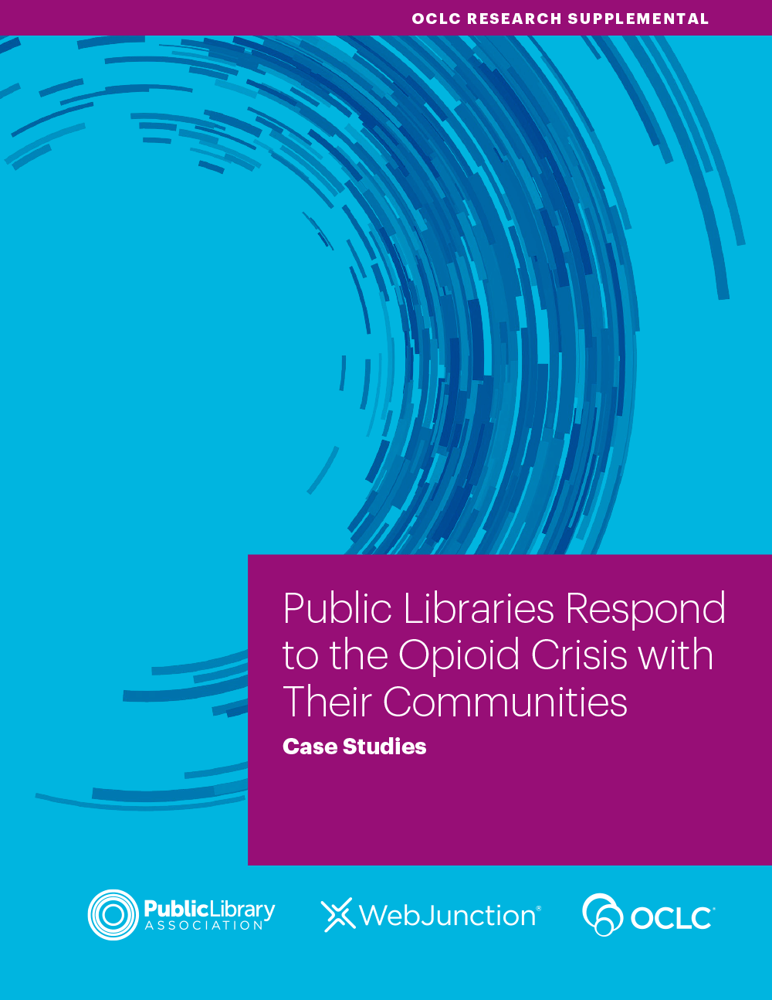 OCLC RESEARCH SUPPLEMENTAL
Public Libraries Respond
to the Opioid Crisis with
Their Communities
Case Studies
PublicLibrary
ASSOCIATION
WebJunction®
OCLC®